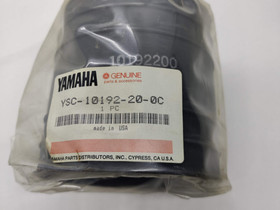 10192200
YAMAHA
GENUINE
parts & accessories
YSC-10192-20-0C
1 PC
made in USA
YAMAHA PARTS DISTRIBUTORS, INC., CYPRESS, CA U.S.A.